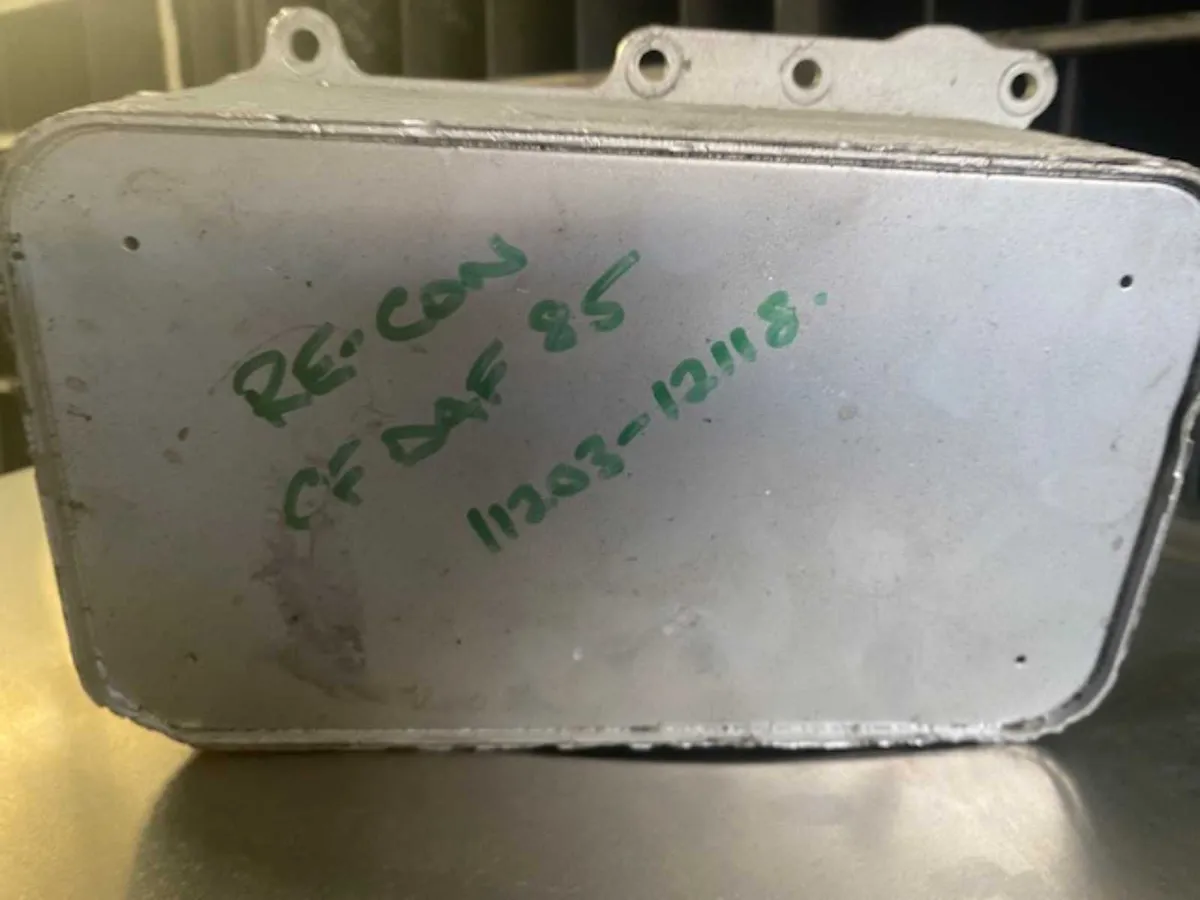 RE.CON
CF DAF 85
11203-12118.